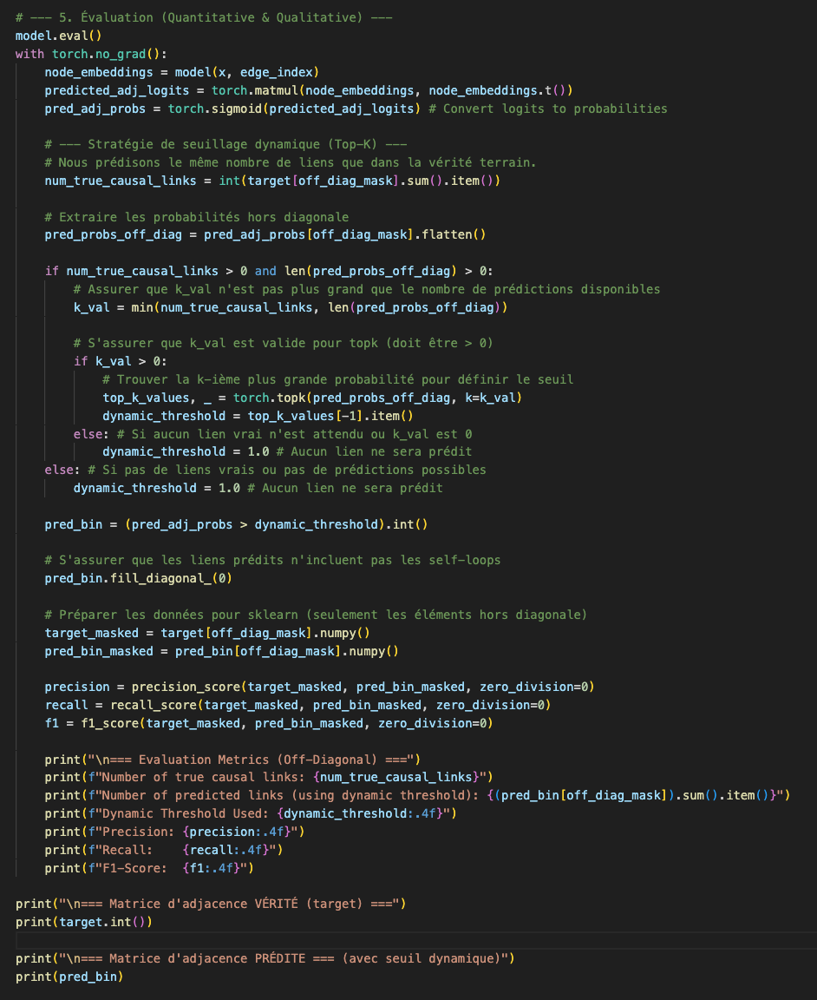 # --- 5. Évaluation (Quantitative & Qualitative) ---
model.eval()
with torch.no_grad():
    node_embeddings = model(x, edge_index)
    predicted_adj_logits = torch.matmul(node_embeddings, node_embeddings.t())
    pred_adj_probs = torch.sigmoid(predicted_adj_logits) # Convert logits to probabilities

    # --- Stratégie de seuillage dynamique (Top-K) ---
    # Nous prédisons le même nombre de liens que dans la vérité terrain.
    num_true_causal_links = int(target[off_diag_mask].sum().item())

    # Extraire les probabilités hors diagonale
    pred_probs_off_diag = pred_adj_probs[off_diag_mask].flatten()

    if num_true_causal_links > 0 and len(pred_probs_off_diag) > 0:
        # Assurer que k_val n'est pas plus grand que le nombre de prédictions disponibles
        k_val = min(num_true_causal_links, len(pred_probs_off_diag))

        # S'assurer que k_val est valide pour topk (doit être > 0)
        if k_val > 0:
            # Trouver la k-ième plus grande probabilité pour définir le seuil
            top_k_values, _ = torch.topk(pred_probs_off_diag, k=k_val)
            dynamic_threshold = top_k_values[-1].item()
        else: # Si aucun lien vrai n'est attendu ou k_val est 0
            dynamic_threshold = 1.0 # Aucun lien ne sera prédit
    else: # Si pas de liens vrais ou pas de prédictions possibles
        dynamic_threshold = 1.0 # Aucun lien ne sera prédit

    pred_bin = (pred_adj_probs > dynamic_threshold).int()

    # S'assurer que les liens prédits n'incluent pas les self-loops
    pred_bin.fill_diagonal_(0)

    # Préparer les données pour sklearn (seulement les éléments hors diagonale)
    target_masked = target[off_diag_mask].numpy()
    pred_bin_masked = pred_bin[off_diag_mask].numpy()

    precision = precision_score(target_masked, pred_bin_masked, zero_division=0)
    recall = recall_score(target_masked, pred_bin_masked, zero_division=0)
    f1 = f1_score(target_masked, pred_bin_masked, zero_division=0)

    print("\n=== Evaluation Metrics (Off-Diagonal) ===")
    print(f"Number of true causal links: {num_true_causal_links}")
    print(f"Number of predicted links (using dynamic threshold): {(pred_bin[off_diag_mask]).sum().item()}")
    print(f"Dynamic Threshold Used: {dynamic_threshold:.4f}")
    print(f"Precision: {precision:.4f}")
    print(f"Recall:    {recall:.4f}")
    print(f"F1-Score:  {f1:.4f}")

print("\n=== Matrice d'adjacence VÉRITÉ (target) ===")
print(target.int())

print("\n=== Matrice d'adjacence PRÉDITE === (avec seuil dynamique)")
print(pred_bin)